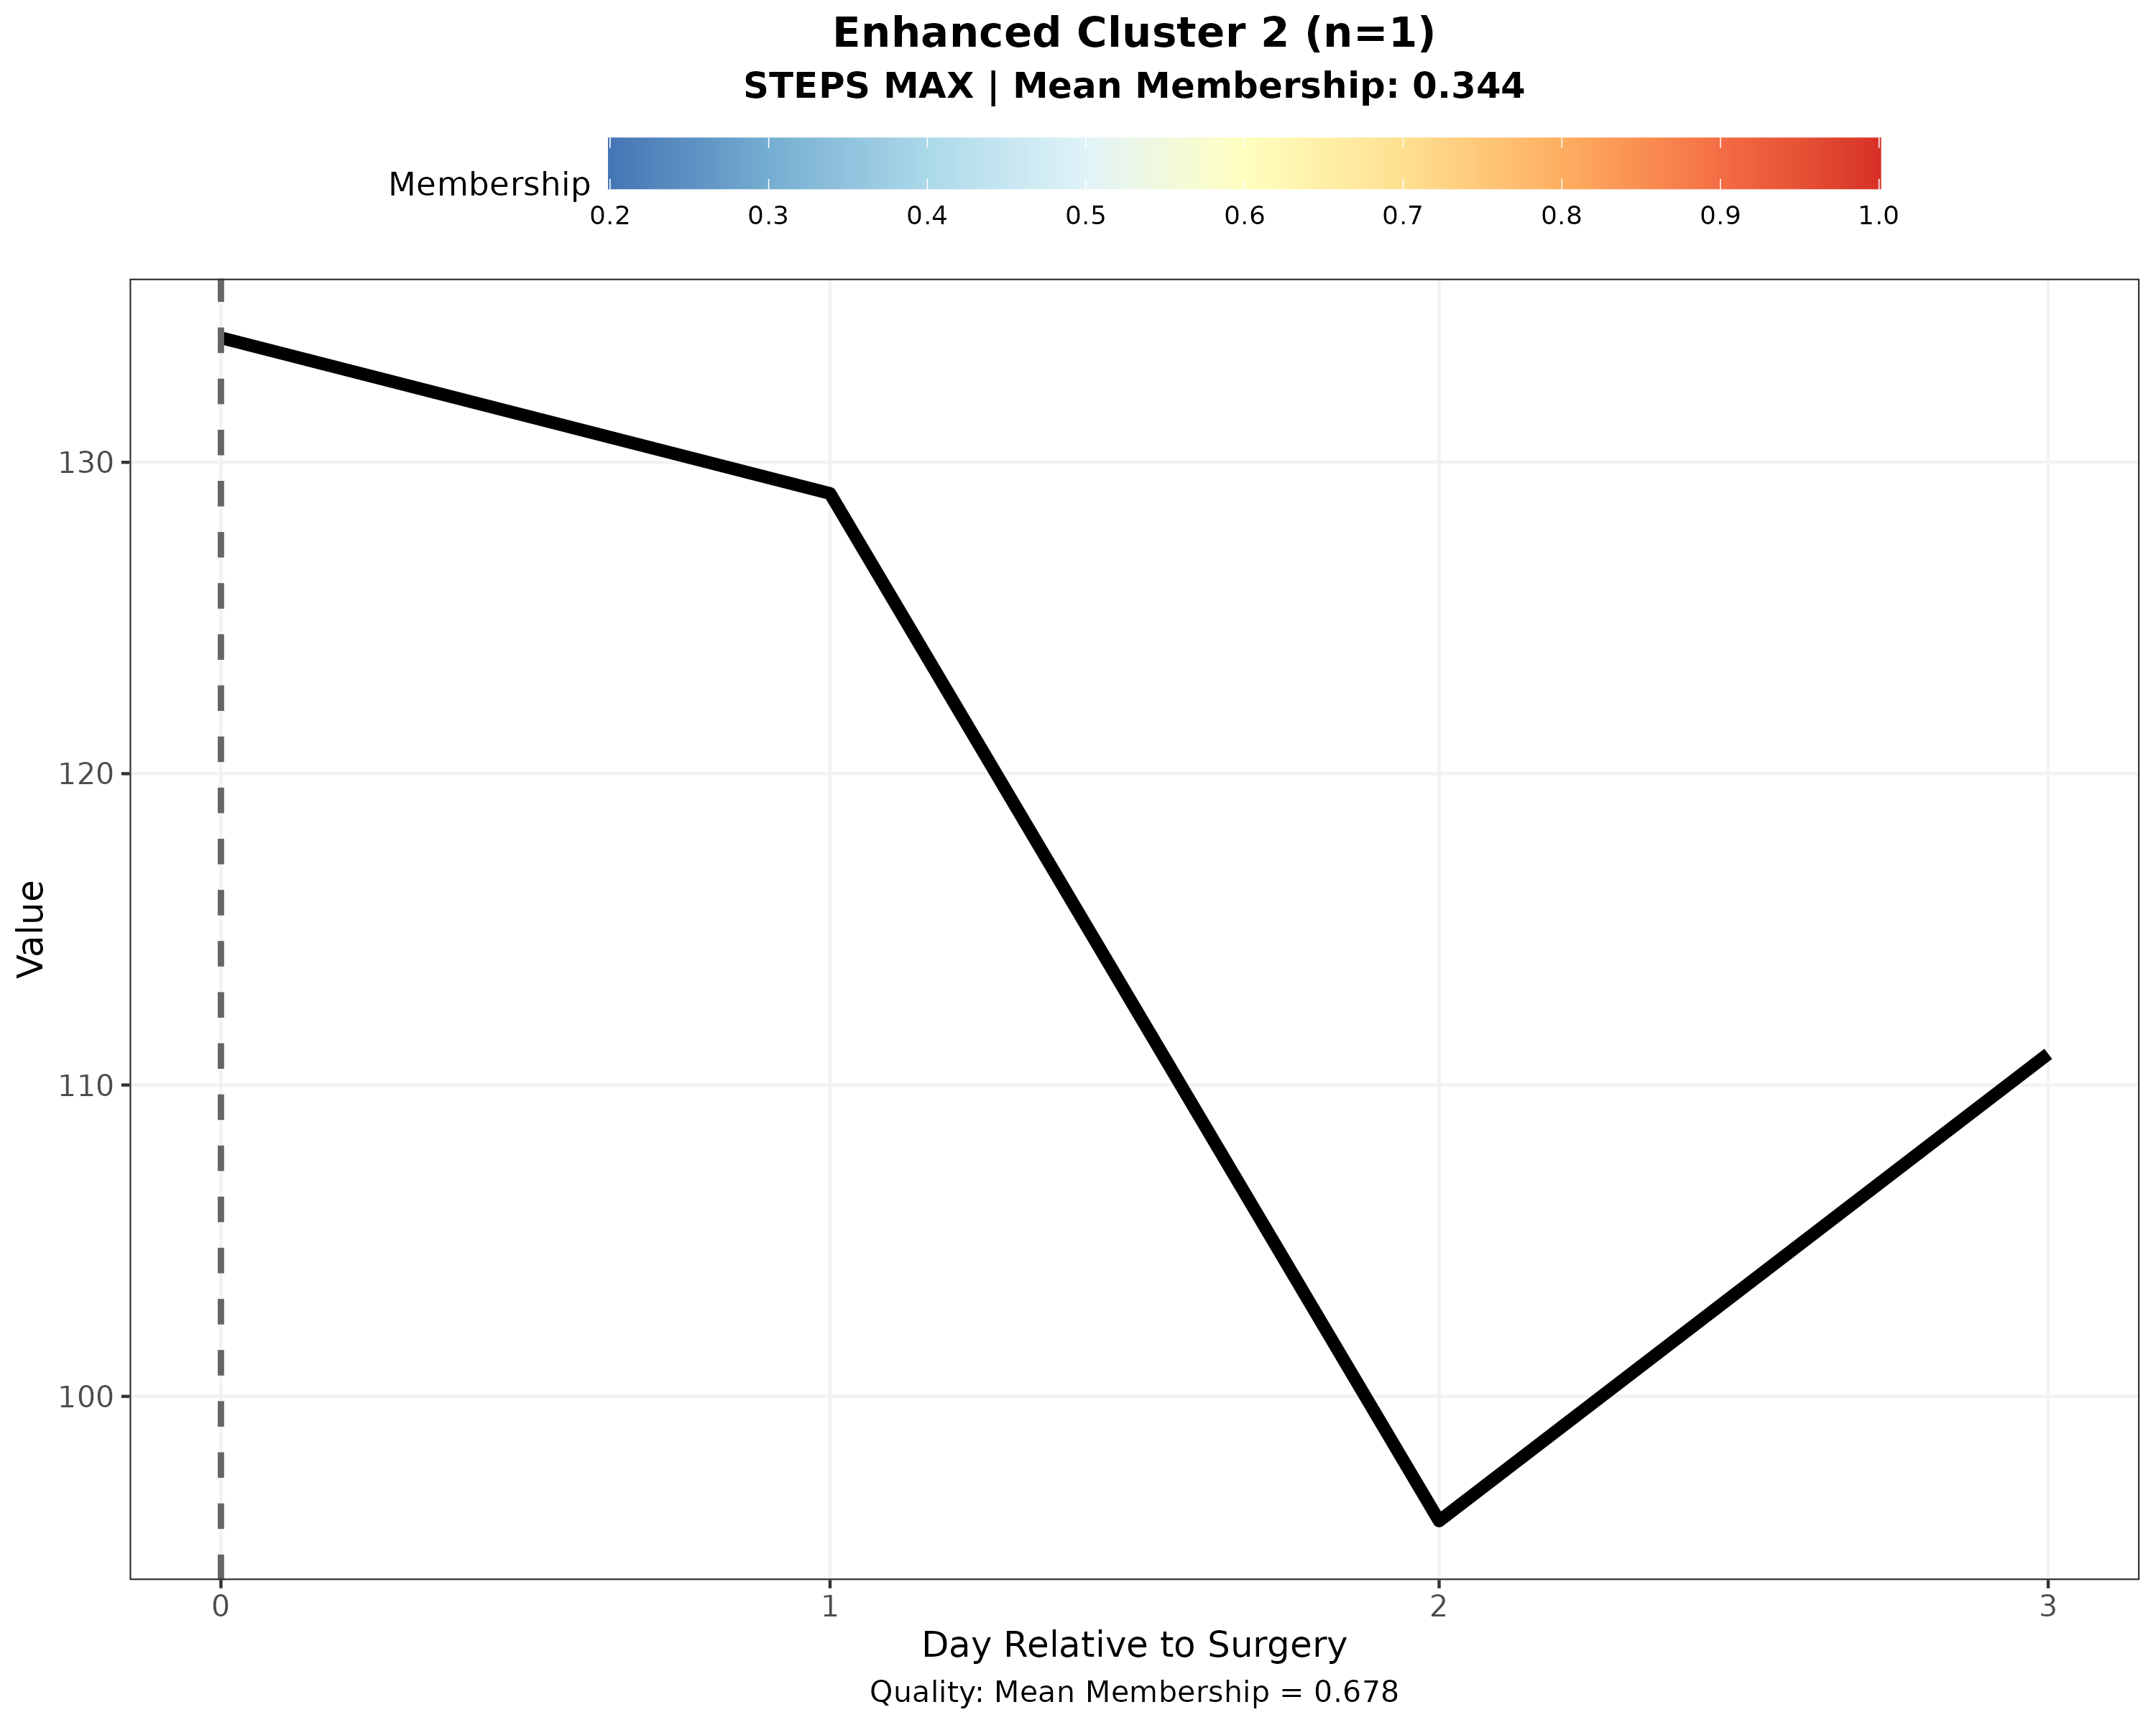 Enhanced Cluster 2 (n=1)
STEPS MAX | Mean Membership: 0.344
Membership
0.2 0.3 0.4 0.5 0.6 0.7 0.8 0.9 1.0
130
120
110
100
Value
0 1 2 3
Day Relative to Surgery
Quality: Mean Membership = 0.678